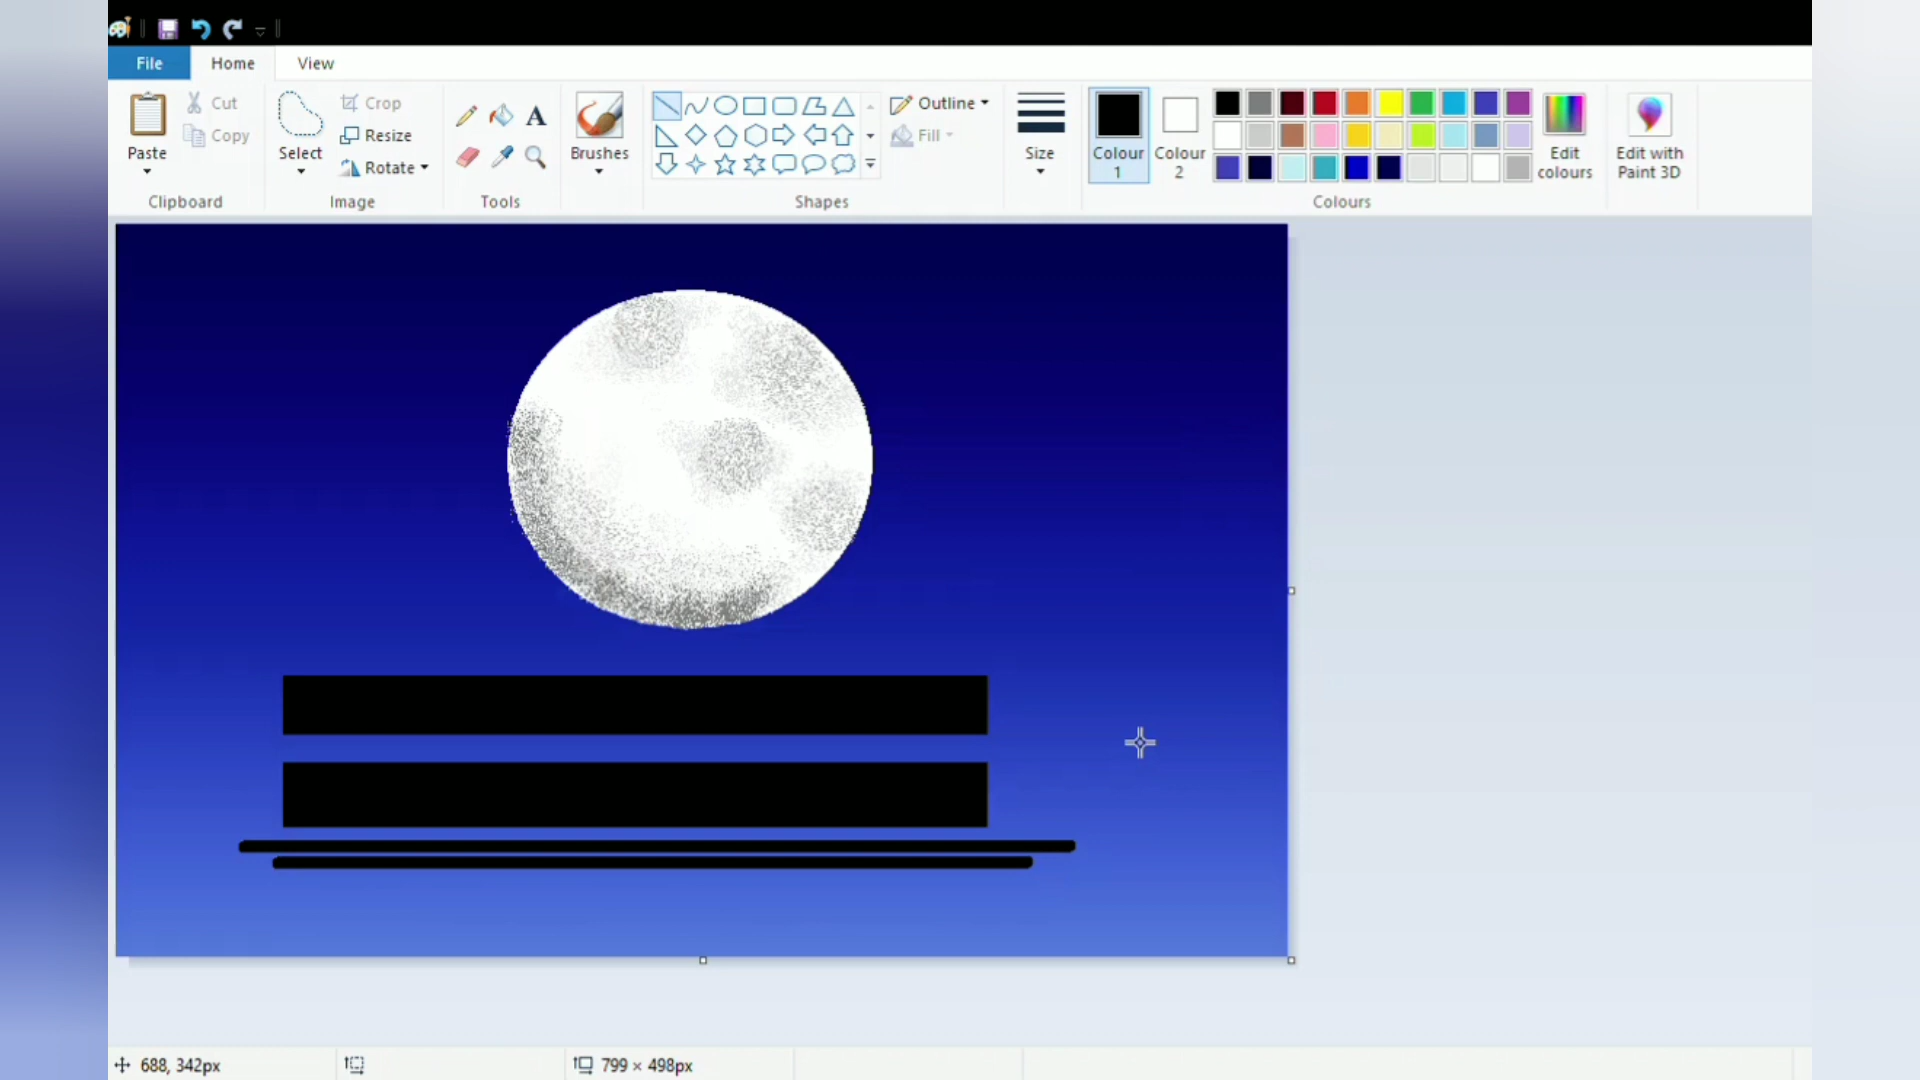 File Home View
Paste Cut Copy
Select Crop Resize Rotate
A
Brushes
Outline
Fill
Size
Colour 1
Colour 2
Edit colours
Edit with Paint 3D
Clipboard Image Tools Shapes Colours
688, 342px 799 × 498px